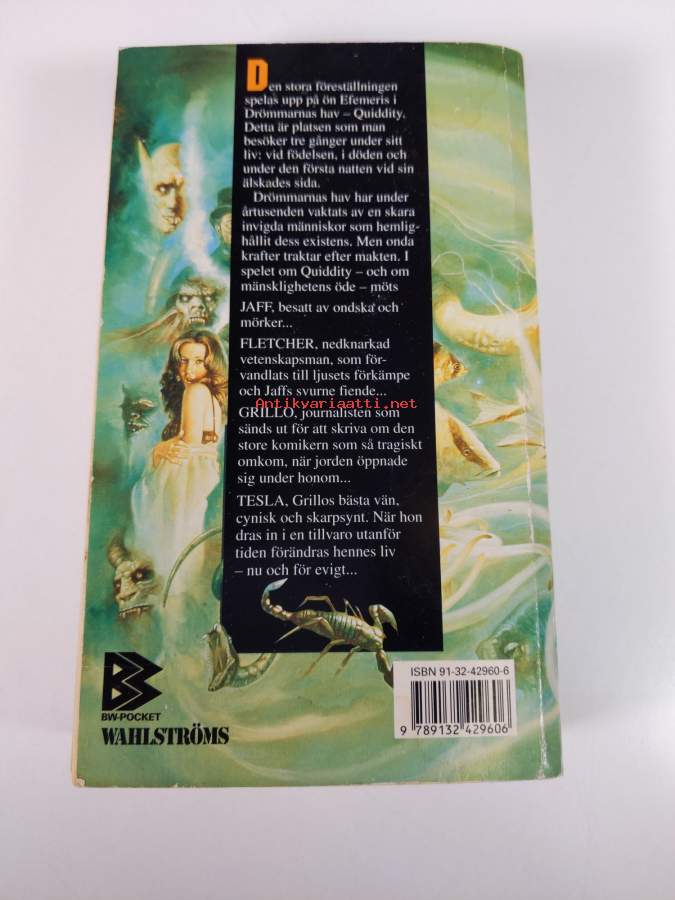 Den stora föreställningen
spelas upp på ön Efemeris i
Drömmarnas hav – Quiddity.
Detta är platsen som man
besöker tre gånger under sitt
liv: vid födelsen, i döden och
under den första natten vid sin
älskades sida.
Drömmarnas hav har under
årtusenden vaktats av en skara
invigda människor som hemlig-
hållit dess existens. Men onda
krafter traktar efter makten. I
spelet om Quiddity – och om
mänsklighetens öde – möts
JAFF, besatt av ondska och
mörker...
FLETCHER, nedknarkad
vetenskapsman, som för-
vandlats till ljusets förkämpe
och Jaffs svurne fiende...
Antikvariaatti.net
GRILLO, journalisten som
sänds ut för att skriva om den
store komikern som så tragiskt
omkom, när jorden öppnade
sig under honom...
TESLA, Grillos bästa vän,
cynisk och skarpsynt. När hon
dras in i en tillvaro utanför
tiden förändras hennes liv
– nu och för evigt...
ISBN 91-32-42960-6
9 789132 429606
BW-POCKET
WAHLSTRÖMS